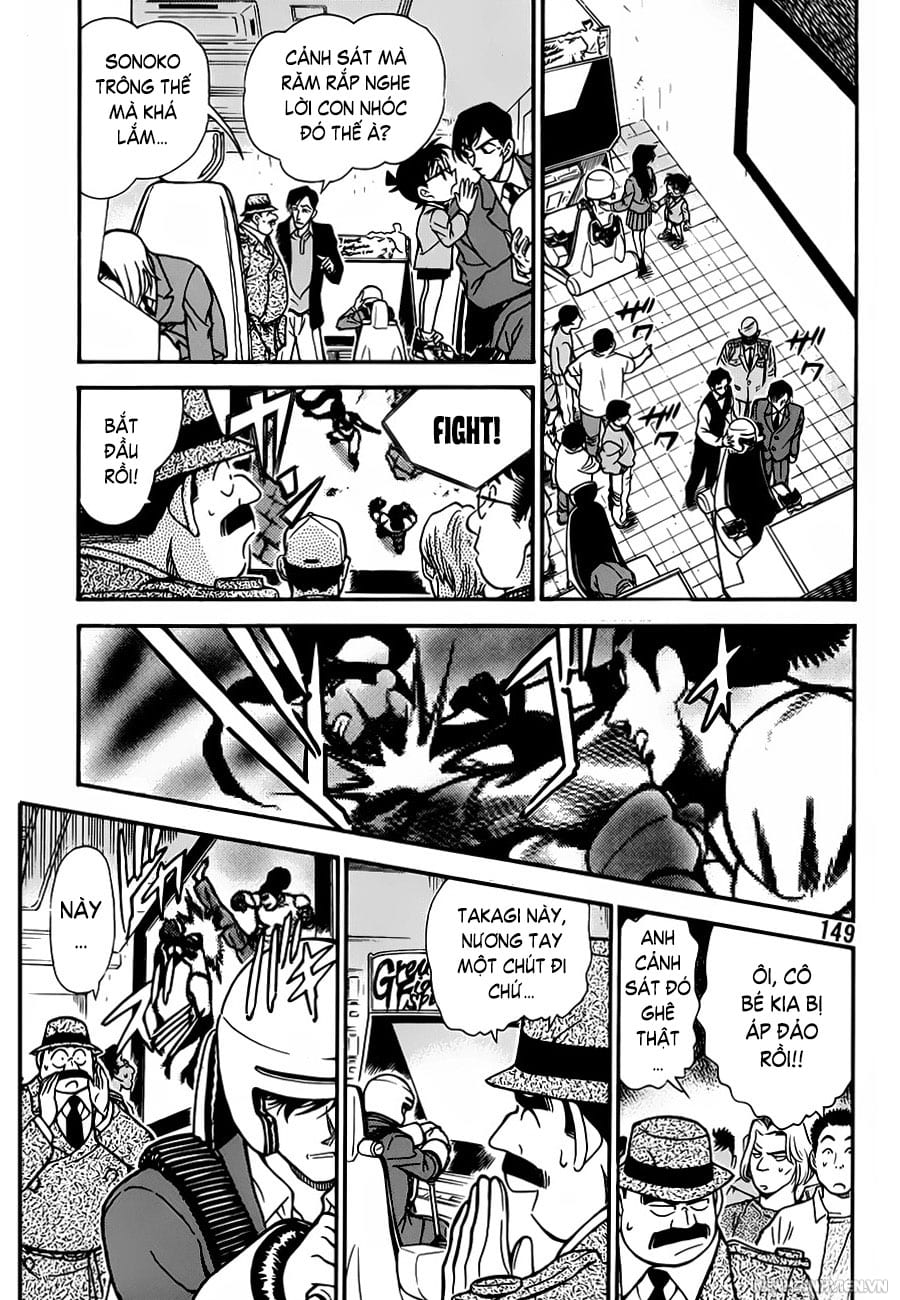 CẢNH SÁT MÀ
RĂM RẮP NGHE
LỜI CON NHÓC
ĐÓ THẾ À?
SONOKO
TRÔNG THẾ
MÀ KHÁ
LẮM...
FIGHT!
BẮT
ĐẦU
RỒI!
149
ÔI, CÔ
BÉ KIA BỊ
ÁP ĐẢO
RỒI!!
ANH
CẢNH
SÁT ĐÓ
GHÊ
THẬT
...
TAKAGI NÀY,
NƯƠNG TAY
MỘT CHÚT ĐI
CHỨ...
NÀY
...